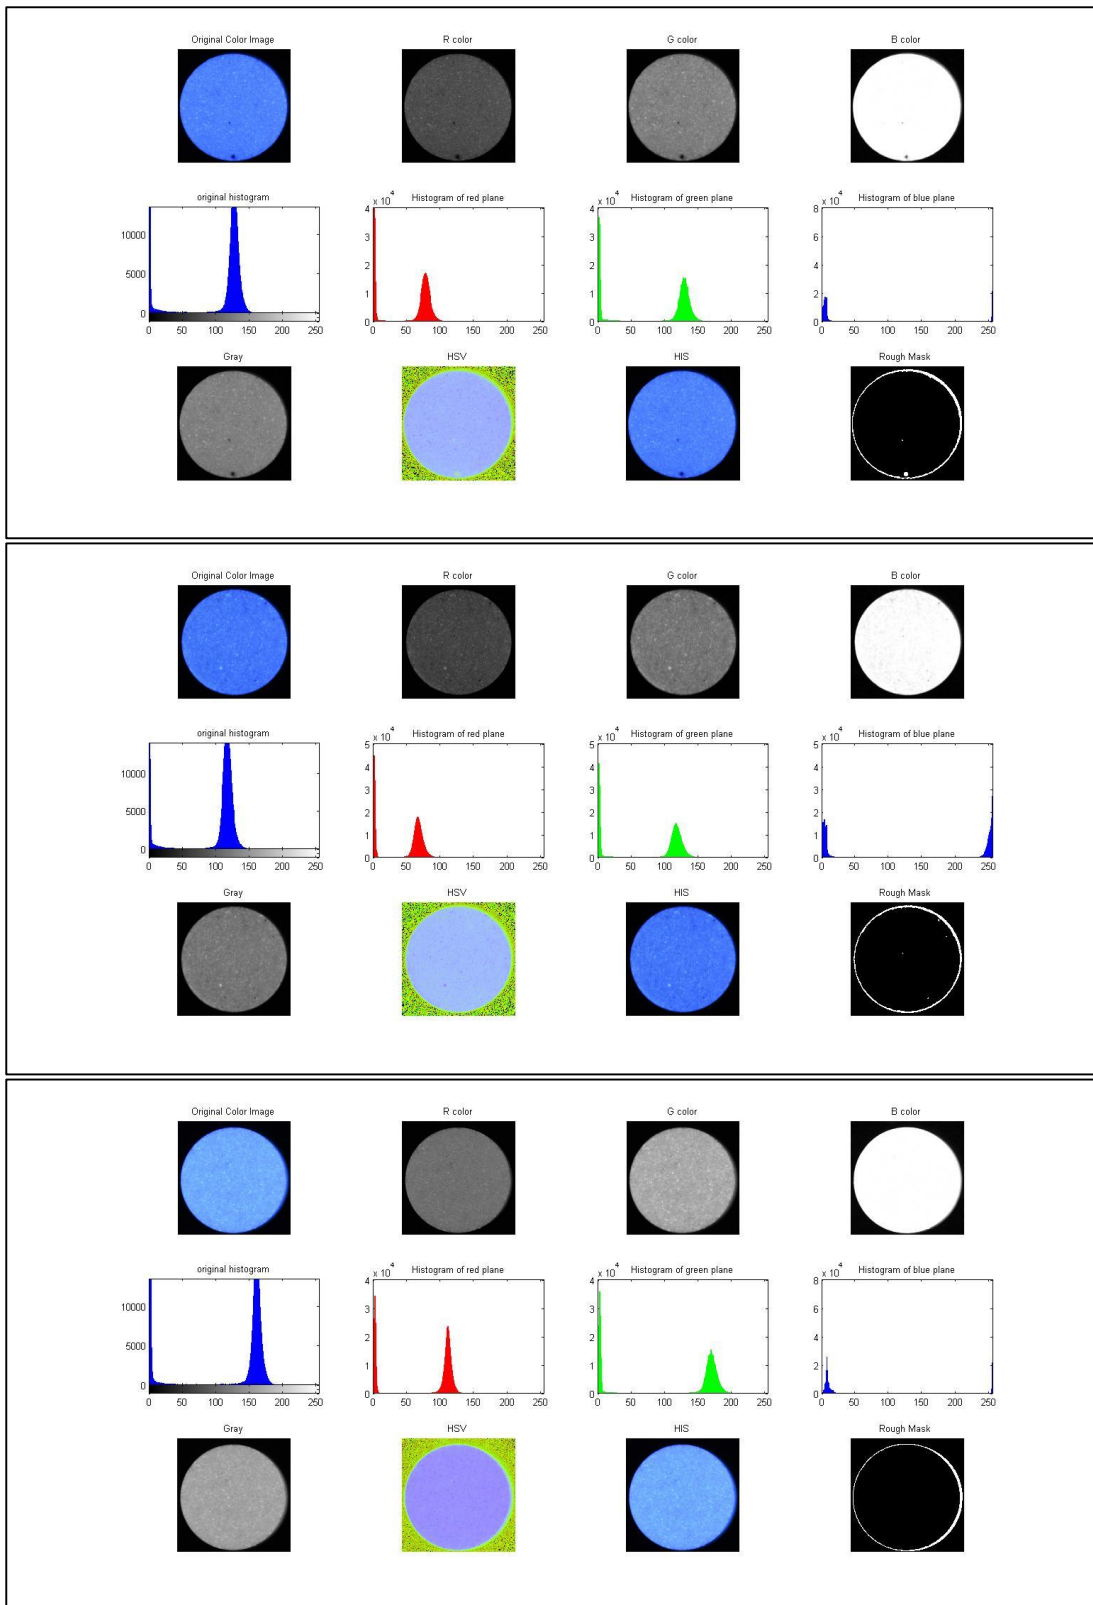 Original Color Image R color G color B color
original histogram Histogram of red plane Histogram of green plane Histogram of blue plane
x 10^4 x 10^4 x 10^4
10000 5000 0
0 50 100 150 200 250
4 3 2 1 0
0 50 100 150 200 250
4 3 2 1 0
0 50 100 150 200 250
8 6 4 2 0
0 50 100 150 200 250
Gray HSV HIS Rough Mask
Original Color Image R color G color B color
original histogram Histogram of red plane Histogram of green plane Histogram of blue plane
x 10^4 x 10^4 x 10^4
10000 5000 0
0 50 100 150 200 250
5 4 3 2 1 0
0 50 100 150 200 250
5 4 3 2 1 0
0 50 100 150 200 250
5 4 3 2 1 0
0 50 100 150 200 250
Gray HSV HIS Rough Mask
Original Color Image R color G color B color
original histogram Histogram of red plane Histogram of green plane Histogram of blue plane
x 10^4 x 10^4 x 10^4
10000 5000 0
0 50 100 150 200 250
4 3 2 1 0
0 50 100 150 200 250
4 3 2 1 0
0 50 100 150 200 250
8 6 4 2 0
0 50 100 150 200 250
Gray HSV HIS Rough Mask